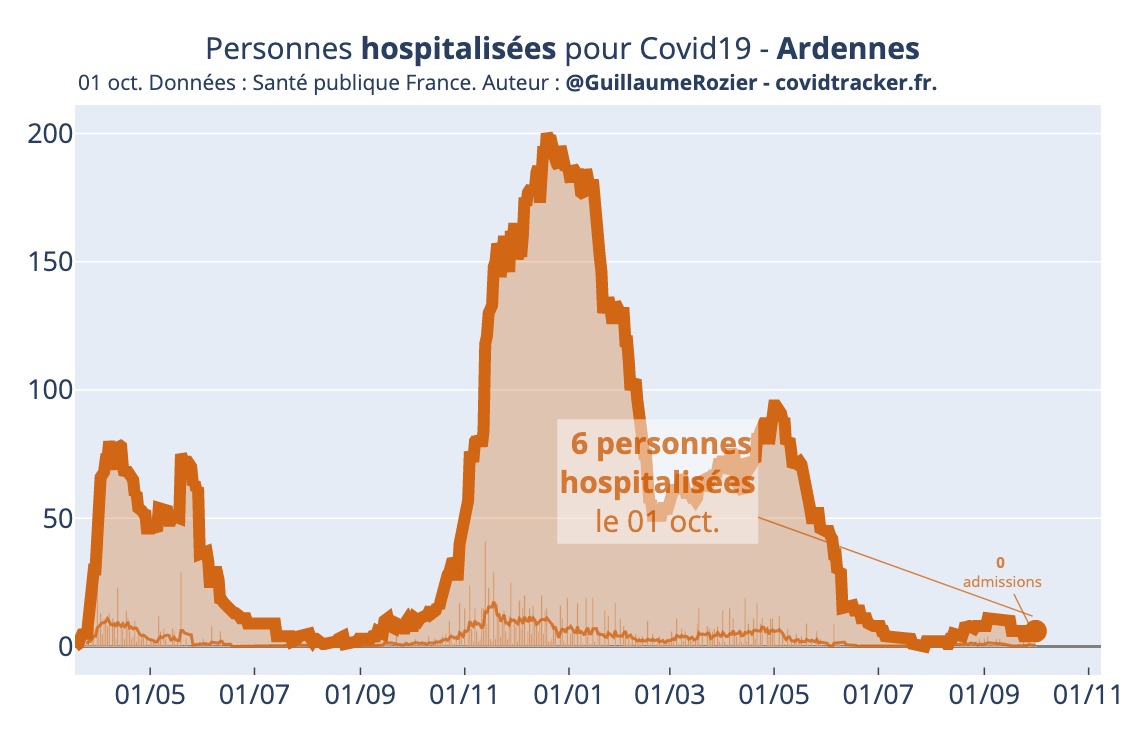 Personnes hospitalisées pour Covid19 - Ardennes
01 oct. Données : Santé publique France. Auteur : @GuillaumeRozier - covidtracker.fr.
200
150
100
50
0
6 personnes
hospitalisées
le 01 oct.
0
admissions
01/05 01/07 01/09 01/11 01/01 01/03 01/05 01/07 01/09 01/11